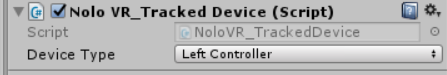 Nolo VR_Tracked Device (Script)
Script NoloVR_TrackedDevice
Device Type Left Controller